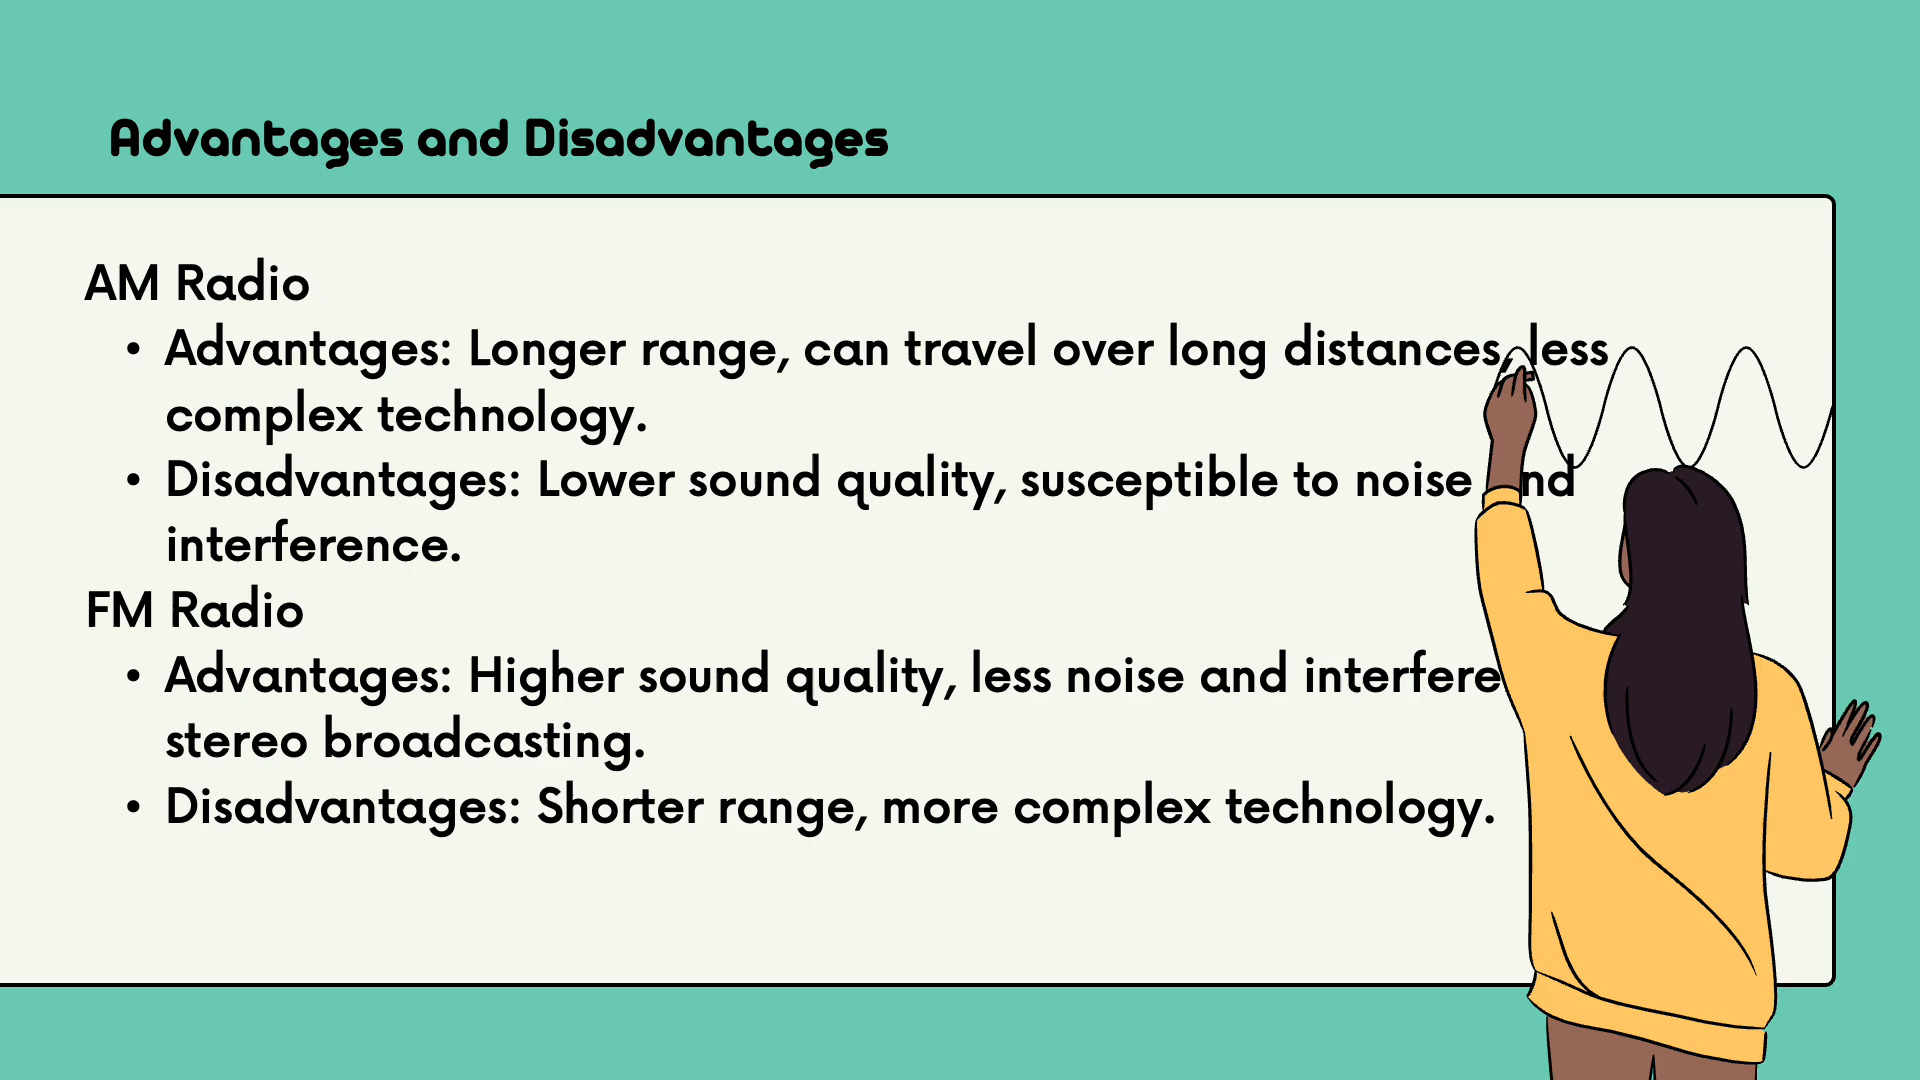 Advantages and Disadvantages
AM Radio
• Advantages: Longer range, can travel over long distances, less
complex technology.
• Disadvantages: Lower sound quality, susceptible to noise and
interference.
FM Radio
• Advantages: Higher sound quality, less noise and
stereo broadcasting.
• Disadvantages: Shorter range, more complex technology.